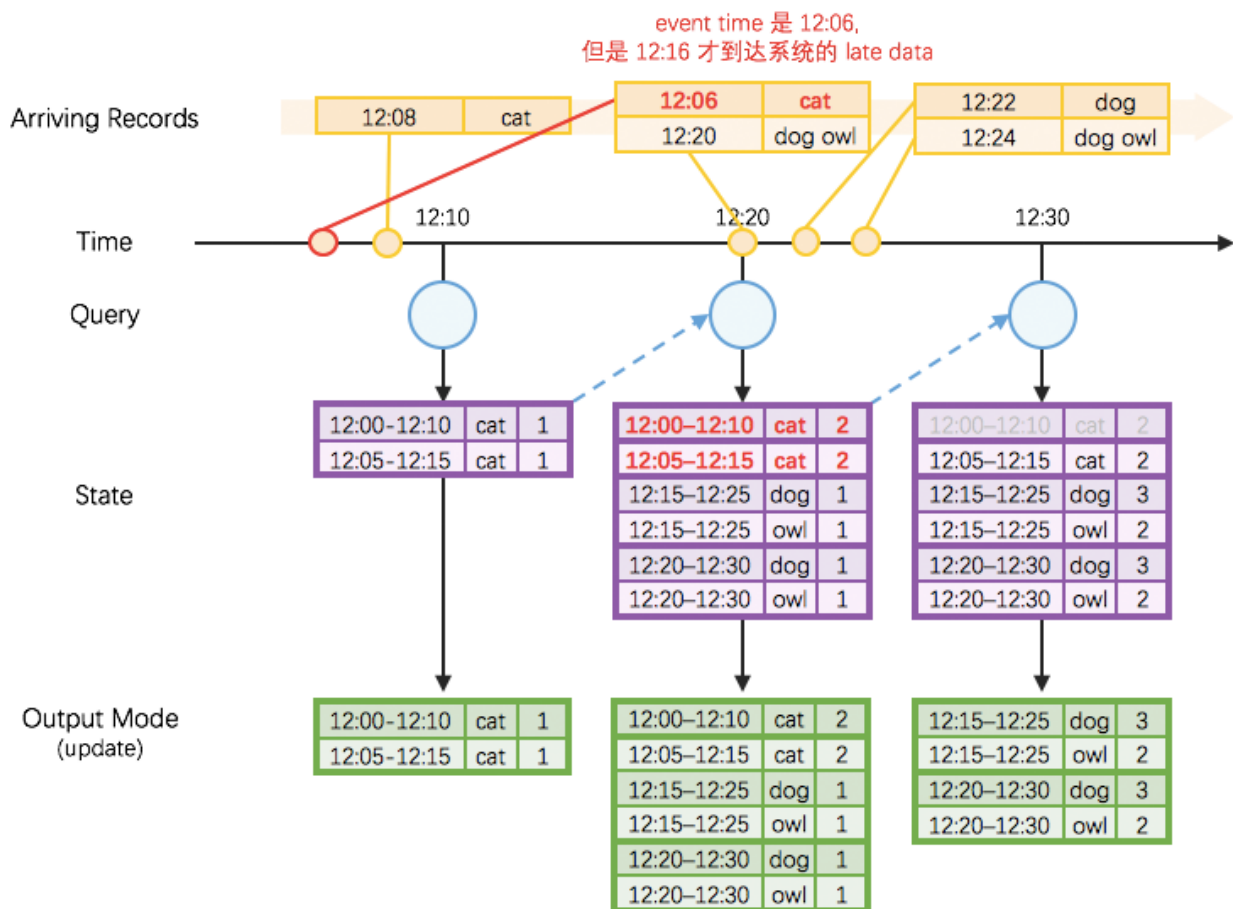 event time 是 12:06,
但是 12:16 才到达系统的 late data
Arriving Records
12:08 cat
12:06 cat
12:20 dog owl
12:22 dog
12:24 dog owl
Time
12:10
12:20
12:30
Query
State
12:00-12:10 cat 1
12:05-12:15 cat 1
12:00–12:10 cat 2
12:05–12:15 cat 2
12:15–12:25 dog 1
12:15–12:25 owl 1
12:20–12:30 dog 1
12:20–12:30 owl 1
12:00–12:10 cat 2
12:05–12:15 cat 2
12:15–12:25 dog 3
12:15–12:25 owl 2
12:20–12:30 dog 3
12:20–12:30 owl 2
Output Mode
(update)
12:00-12:10 cat 1
12:05-12:15 cat 1
12:00–12:10 cat 2
12:05–12:15 cat 2
12:15–12:25 dog 1
12:15–12:25 owl 1
12:20–12:30 dog 1
12:20–12:30 owl 1
12:15–12:25 dog 3
12:15–12:25 owl 2
12:20–12:30 dog 3
12:20–12:30 owl 2